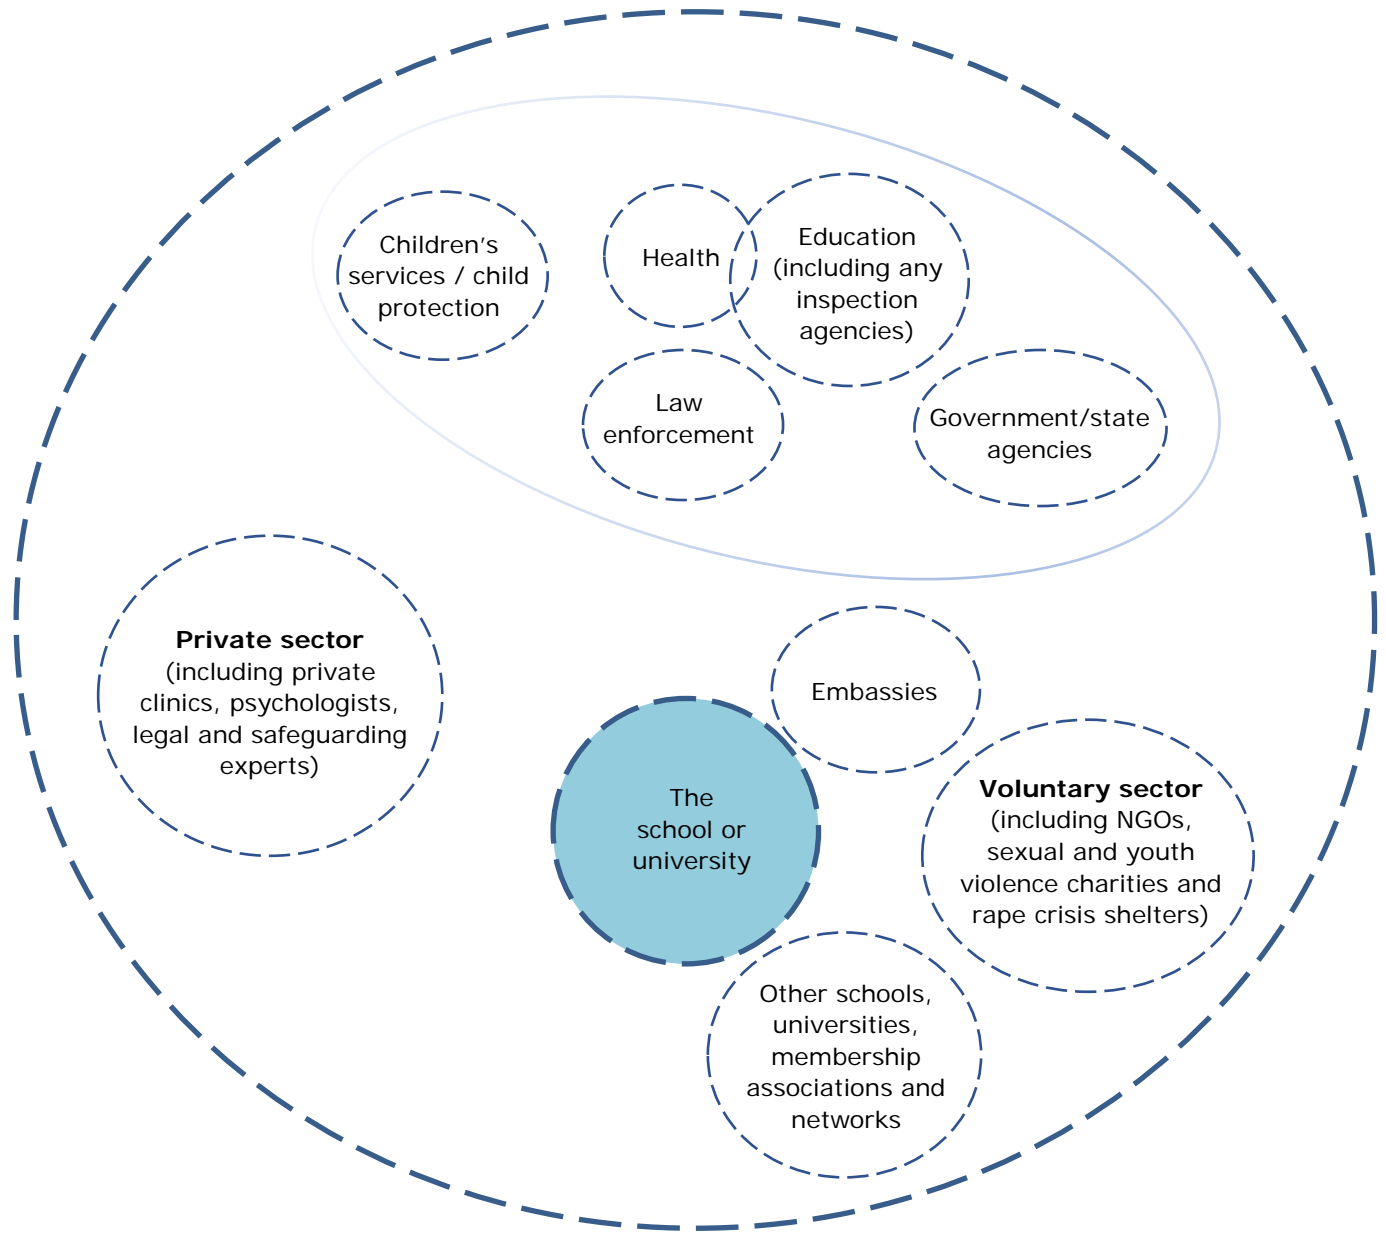 Children's
services / child
protection
Health
Education
(including any
inspection
agencies)
Law
enforcement
Government/state
agencies
Private sector
(including private
clinics, psychologists,
legal and safeguarding
experts)
Embassies
The
school or
university
Voluntary sector
(including NGOs,
sexual and youth
violence charities and
rape crisis shelters)
Other schools,
universities,
membership
associations and
networks